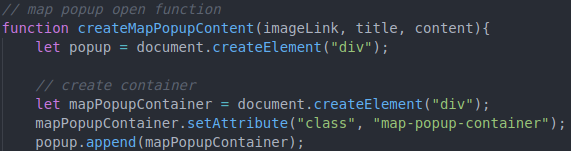 // map popup open function
function createMapPopupContent(imageLink, title, content){
    let popup = document.createElement("div");

    // create container
    let mapPopupContainer = document.createElement("div");
    mapPopupContainer.setAttribute("class", "map-popup-container");
    popup.append(mapPopupContainer);